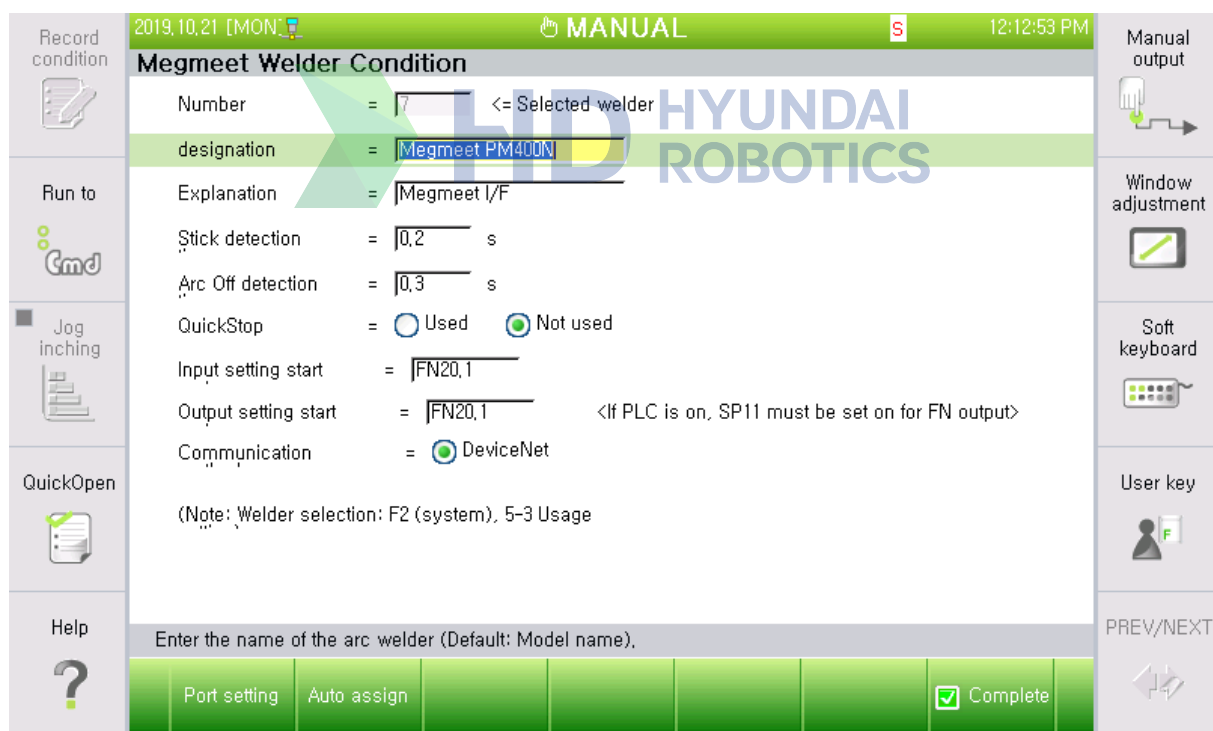 Record condition
2019,10,21 [MON]
MANUAL
S
12:12:53 PM
Manual output
Megmeet Welder Condition
Number = 7 <= Selected welder
HD HYUNDAI ROBOTICS
designation = Megmeet PM400N
Run to
Cmd
Explanation = Megmeet I/F
Window adjustment
Stick detection = 0,2 s
Arc Off detection = 0,3 s
Jog inching
QuickStop = Used Not used
Soft keyboard
Input setting start = FN20,1
Output setting start = FN20,1 <If PLC is on, SP11 must be set on for FN output>
Communication = DeviceNet
QuickOpen
User key
F
(Note: Welder selection: F2 (system), 5-3 Usage
Help
?
PREV/NEXT
Enter the name of the arc welder (Default: Model name),
Port setting Auto assign Complete